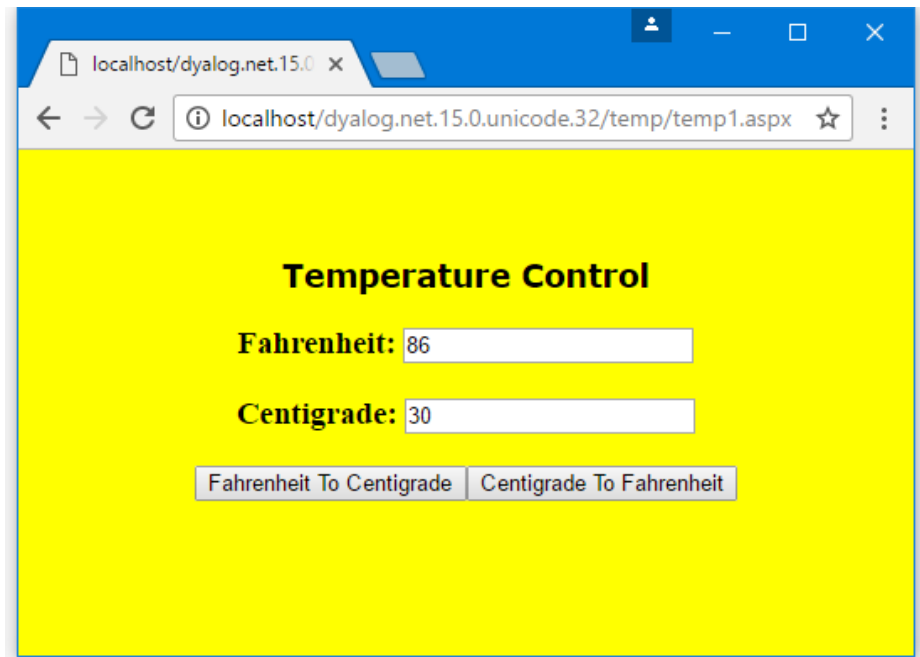 localhost/dyalog.net.15.0
localhost/dyalog.net.15.0.unicode.32/temp/temp1.aspx
Temperature Control
Fahrenheit: 86
Centigrade: 30
Fahrenheit To Centigrade Centigrade To Fahrenheit